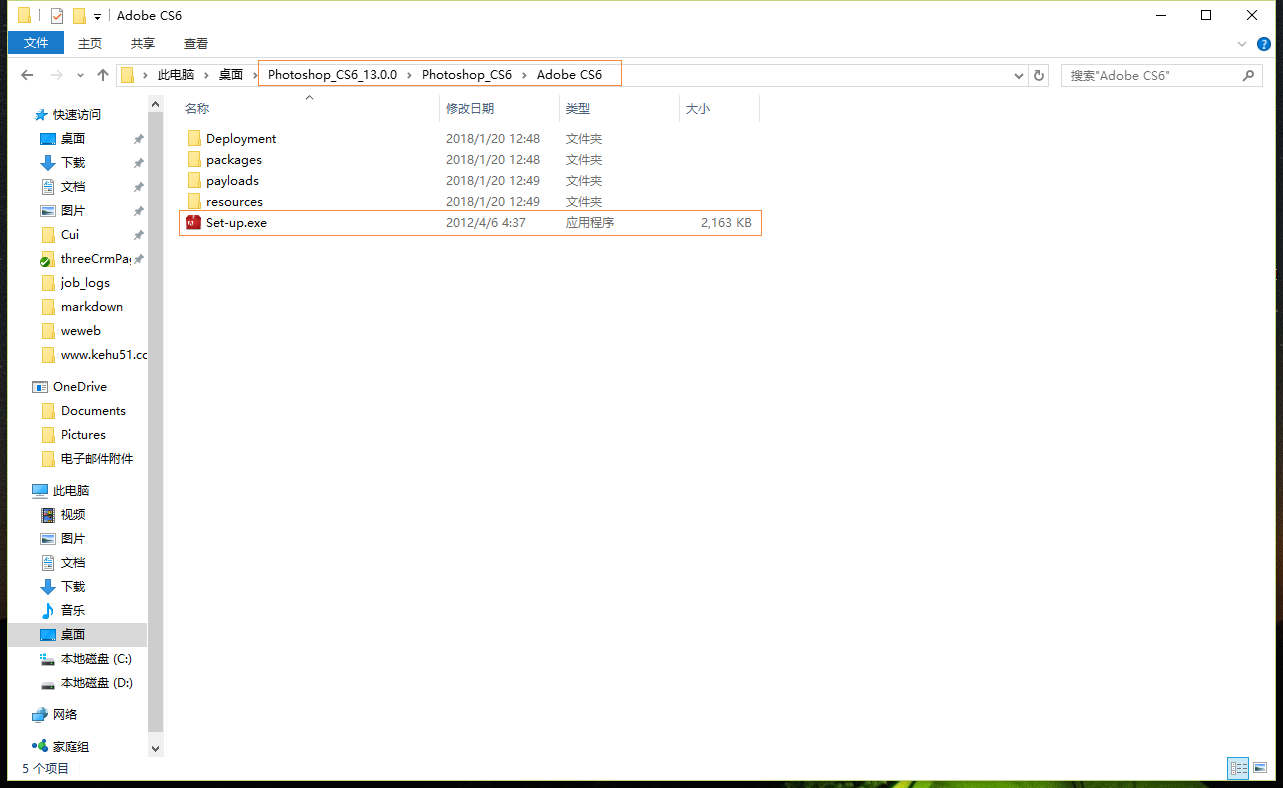 Adobe CS6
文件 主页 共享 查看
此电脑 桌面 Photoshop_CS6_13.0.0 Photoshop_CS6 Adobe CS6 搜索"Adobe CS6"
名称 修改日期 类型 大小
Deployment 2018/1/20 12:48 文件夹
packages 2018/1/20 12:48 文件夹
payloads 2018/1/20 12:49 文件夹
resources 2018/1/20 12:49 文件夹
Set-up.exe 2012/4/6 4:37 应用程序 2,163 KB
快速访问
桌面
下载
文档
图片
Cui
threeCrmPa
job_logs
markdown
weweb
www.kehu51.cc
OneDrive
Documents
Pictures
电子邮件附件
此电脑
视频
图片
文档
下载
音乐
桌面
本地磁盘 (C:)
本地磁盘 (D:)
网络
家庭组
5 个项目